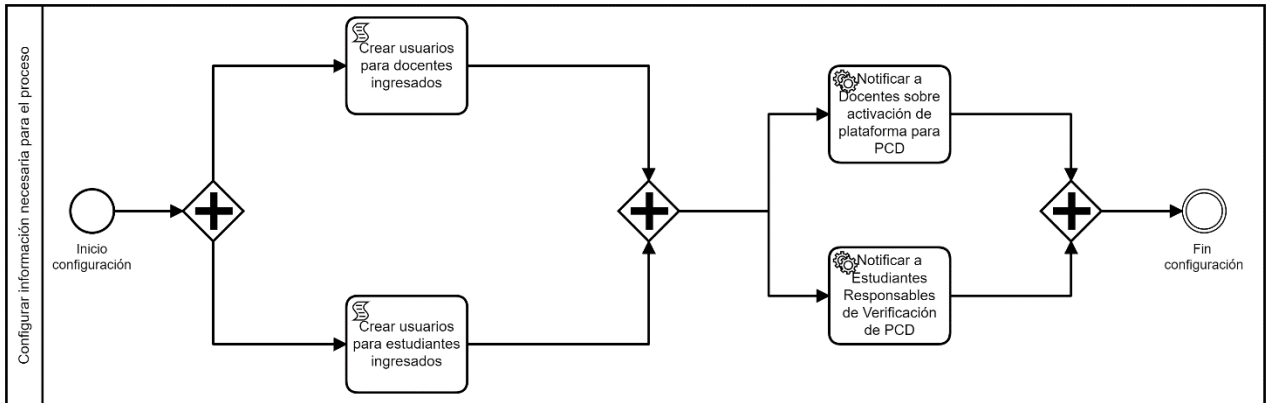 Configurar información necesaria para el proceso
Inicio
configuración
Crear usuarios
para docentes
ingresados
Crear usuarios
para estudiantes
ingresados
Notificar a
Docentes sobre
activación de
plataforma para
PCD
Notificar a
Estudiantes
Responsables
de Verificación
de PCD
Fin
configuración